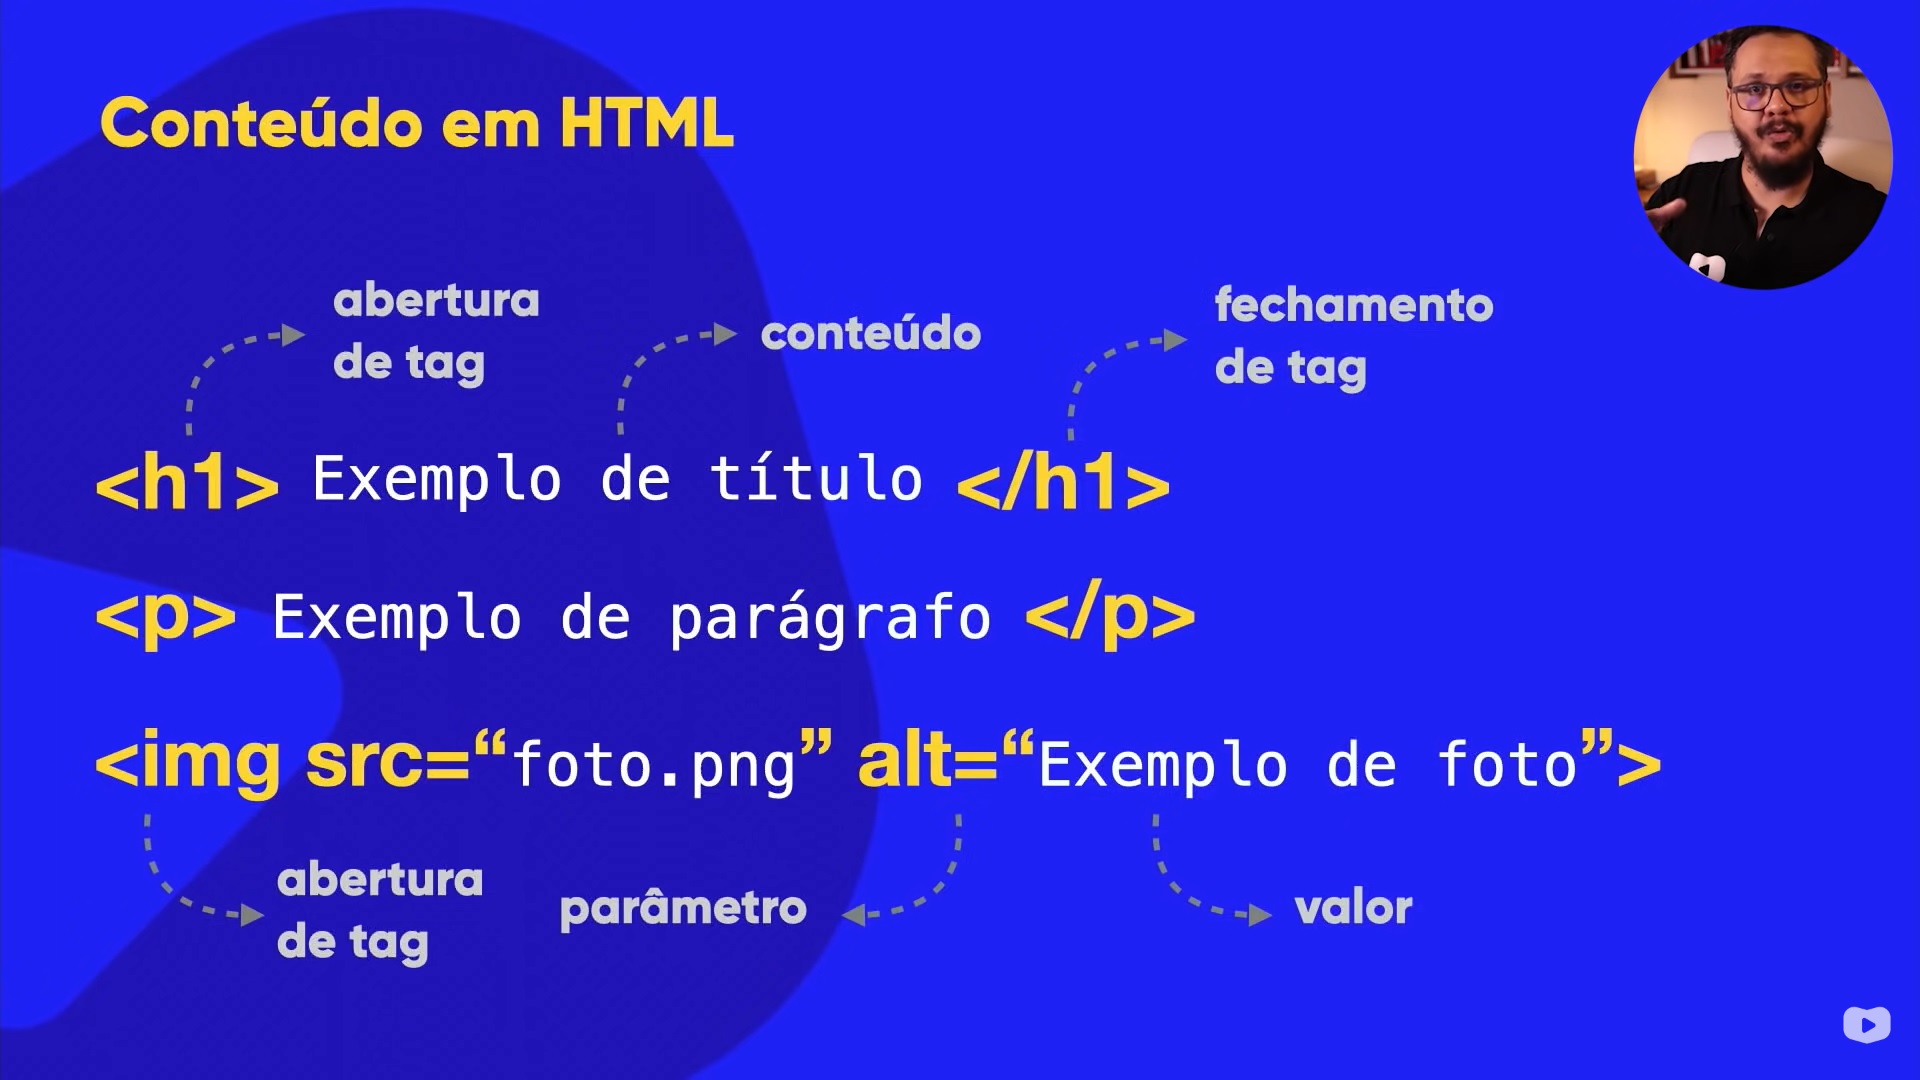 Conteúdo em HTML
abertura
de tag
conteúdo
fechamento
de tag
<h1> Exemplo de título </h1>
<p> Exemplo de parágrafo </p>
<img src=“foto.png” alt=“Exemplo de foto”>
abertura
de tag
parâmetro
valor